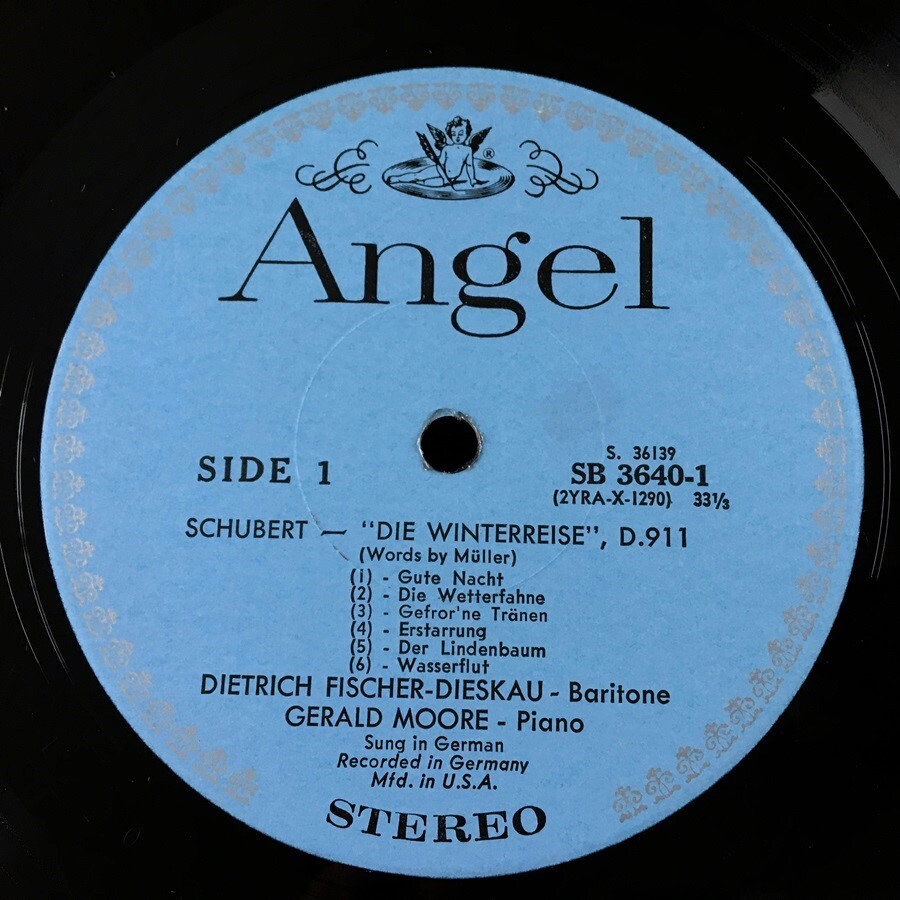 ®
Angel
SIDE 1
S. 36139
SB 3640-1
(2YRA-X-1290) 33⅓
SCHUBERT — "DIE WINTERREISE", D.911
(Words by Müller)
(1) - Gute Nacht
(2) - Die Wetterfahne
(3) - Gefror'ne Tränen
(4) - Erstarrung
(5) - Der Lindenbaum
(6) - Wasserflut
DIETRICH FISCHER-DIESKAU - Baritone
GERALD MOORE - Piano
Sung in German
Recorded in Germany
Mfd. in U.S.A.
STEREO